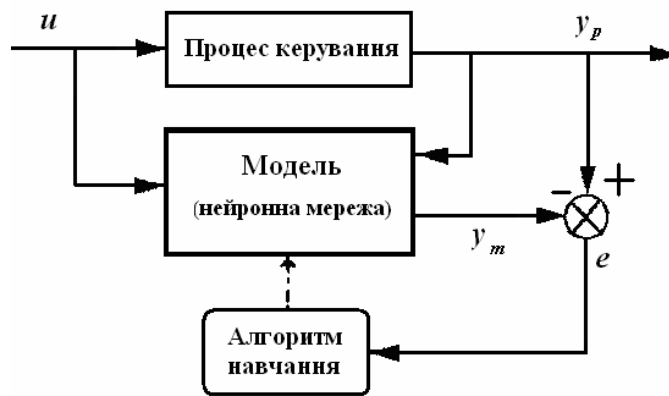 u
Процес керування
y_p
Модель
(нейронна мережа)
- +
y_m
e
Алгоритм
навчання